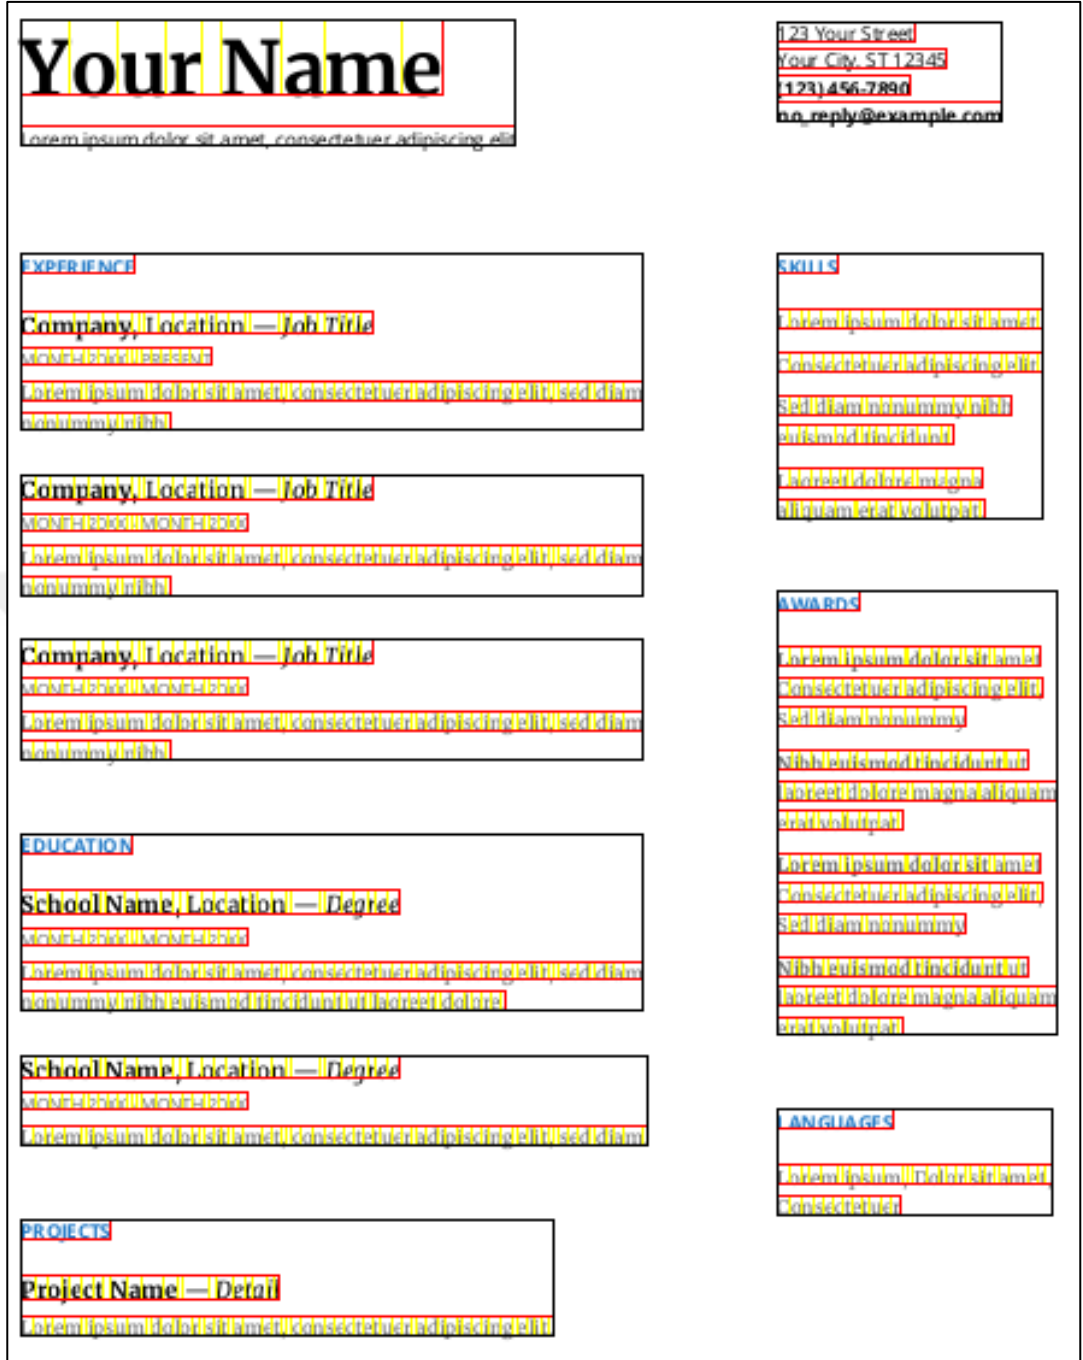 Your Name
Lorem ipsum dolor sit amet, consectetuer adipiscing elit
123 Your Street
Your City, ST 12345
(123) 456-7890
no_reply@example.com
EXPERIENCE
Company, Location — Job Title
MONTH 20XX - PRESENT
Lorem ipsum dolor sit amet, consectetuer adipiscing elit, sed diam
nonummy nibh.
Company, Location — Job Title
MONTH 20XX - MONTH 20XX
Lorem ipsum dolor sit amet, consectetuer adipiscing elit, sed diam
nonummy nibh.
Company, Location — Job Title
MONTH 20XX - MONTH 20XX
Lorem ipsum dolor sit amet, consectetuer adipiscing elit, sed diam
nonummy nibh.
EDUCATION
School Name, Location — Degree
MONTH 20XX - MONTH 20XX
Lorem ipsum dolor sit amet, consectetuer adipiscing elit, sed diam
nonummy nibh euismod tincidunt ut laoreet dolore.
School Name, Location — Degree
MONTH 20XX - MONTH 20XX
Lorem ipsum dolor sit amet, consectetuer adipiscing elit, sed diam
PROJECTS
Project Name — Detail
Lorem ipsum dolor sit amet, consectetuer adipiscing elit.
SKILLS
Lorem ipsum dolor sit amet.
Consectetuer adipiscing elit.
Sed diam nonummy nibh
euismod tincidunt.
Laoreet dolore magna
aliquam erat volutpat.
AWARDS
Lorem ipsum dolor sit amet
Consectetuer adipiscing elit,
Sed diam nonummy
Nibh euismod tincidunt ut
laoreet dolore magna aliquam
erat volutpat.
Lorem ipsum dolor sit amet
Consectetuer adipiscing elit,
Sed diam nonummy
Nibh euismod tincidunt ut
laoreet dolore magna aliquam
erat volutpat.
LANGUAGES
Lorem ipsum, Dolor sit amet,
Consectetuer